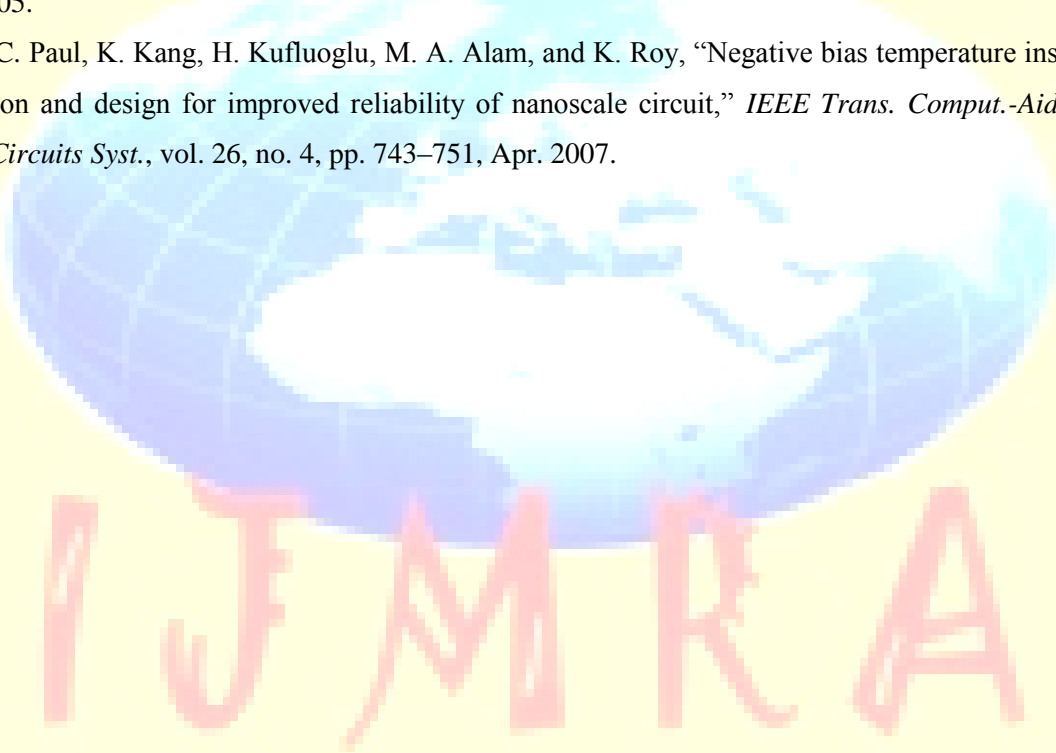 05.
C. Paul, K. Kang, H. Kufluoglu, M. A. Alam, and K. Roy, “Negative bias temperature ins
on and design for improved reliability of nanoscale circuit,” IEEE Trans. Comput.-Aid
Circuits Syst., vol. 26, no. 4, pp. 743–751, Apr. 2007.
IJMRA